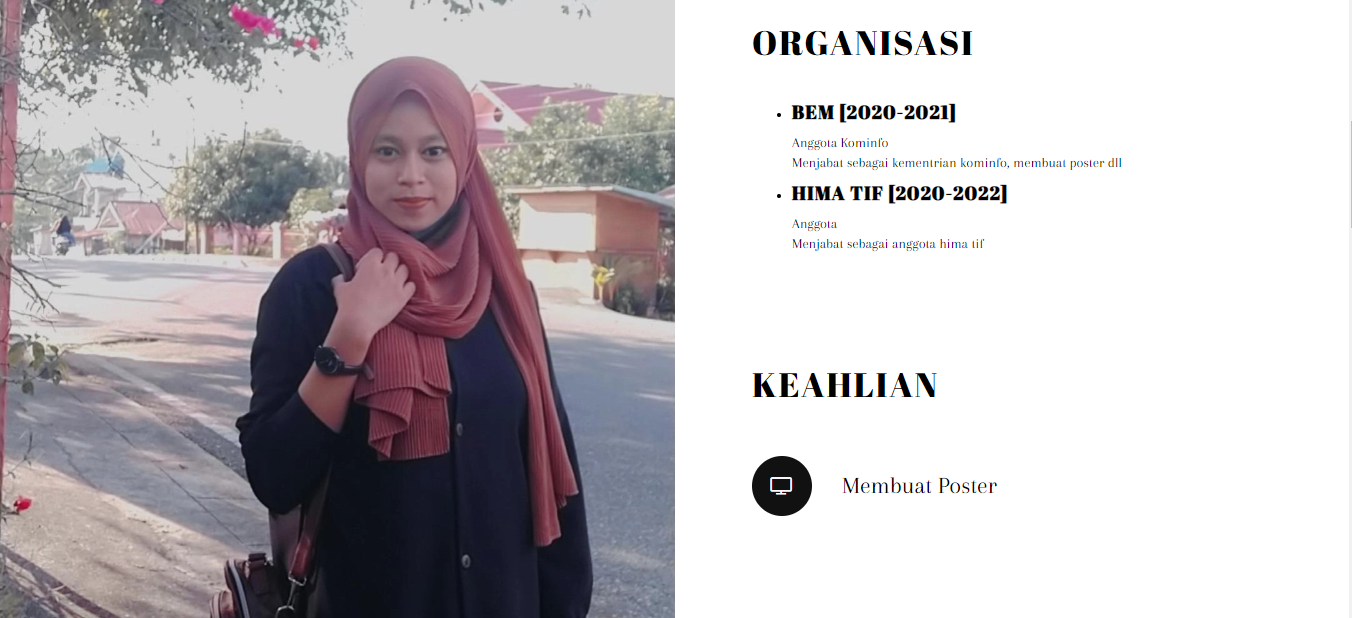 ORGANISASI
BEM [2020-2021]
Anggota Kominfo
Menjabat sebagai kementrian kominfo, membuat poster dll
HIMA TIF [2020-2022]
Anggota
Menjabat sebagai anggota hima tif
KEAHLIAN
Membuat Poster